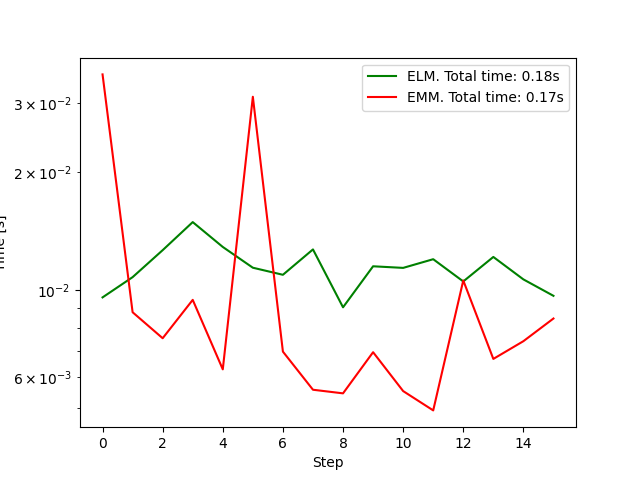 ELM. Total time: 0.18s
EMM. Total time: 0.17s
3 × 10⁻²
2 × 10⁻²
10⁻²
6 × 10⁻³
[s]
0 2 4 6 8 10 12 14
Step